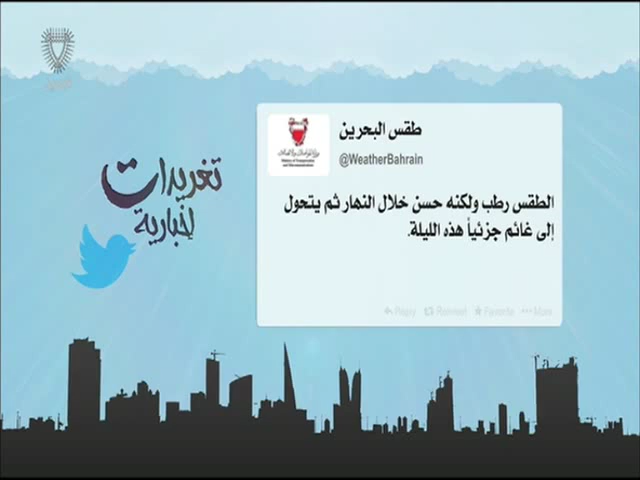 تغريدات
إخبارية
طقس البحرين
@WeatherBahrain
الطقس رطب ولكنه حسن خلال النهار ثم يتحول
إلى غائم جزئياً هذه الليلة.
Reply Retweet Favorite More